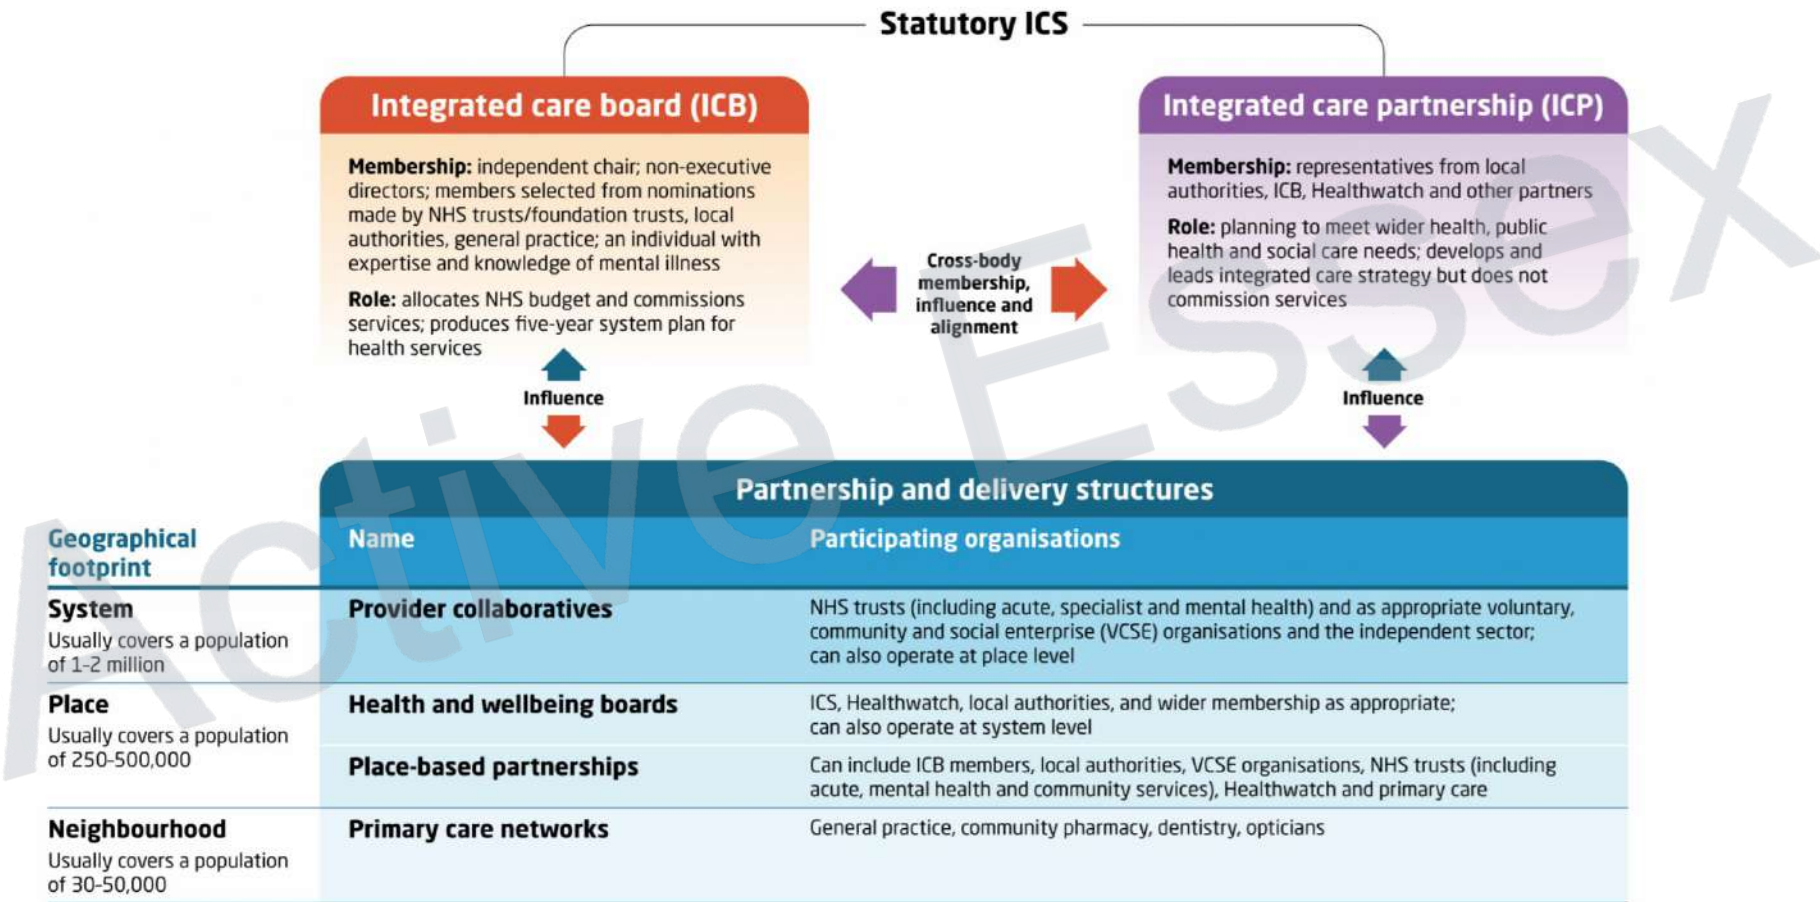 Statutory ICS
Integrated care board (ICB)
Membership: independent chair; non-executive
directors; members selected from nominations
made by NHS trusts/foundation trusts, local
authorities, general practice; an individual with
expertise and knowledge of mental illness
Role: allocates NHS budget and commissions
services; produces five-year system plan for
health services
Cross-body
membership,
influence and
alignment
Integrated care partnership (ICP)
Membership: representatives from local
authorities, ICB, Healthwatch and other partners
Role: planning to meet wider health, public
health and social care needs; develops and
leads integrated care strategy but does not
commission services
Influence
Influence
Partnership and delivery structures
Geographical
footprint
Name
Participating organisations
System
Usually covers a population
of 1–2 million
Provider collaboratives
NHS trusts (including acute, specialist and mental health) and as appropriate voluntary,
community and social enterprise (VCSE) organisations and the independent sector;
can also operate at place level
Place
Usually covers a population
of 250-500,000
Health and wellbeing boards
ICS, Healthwatch, local authorities, and wider membership as appropriate;
can also operate at system level
Place-based partnerships
Can include ICB members, local authorities, VCSE organisations, NHS trusts (including
acute, mental health and community services), Healthwatch and primary care
Neighbourhood
Usually covers a population
of 30-50,000
Primary care networks
General practice, community pharmacy, dentistry, opticians
Active Essex